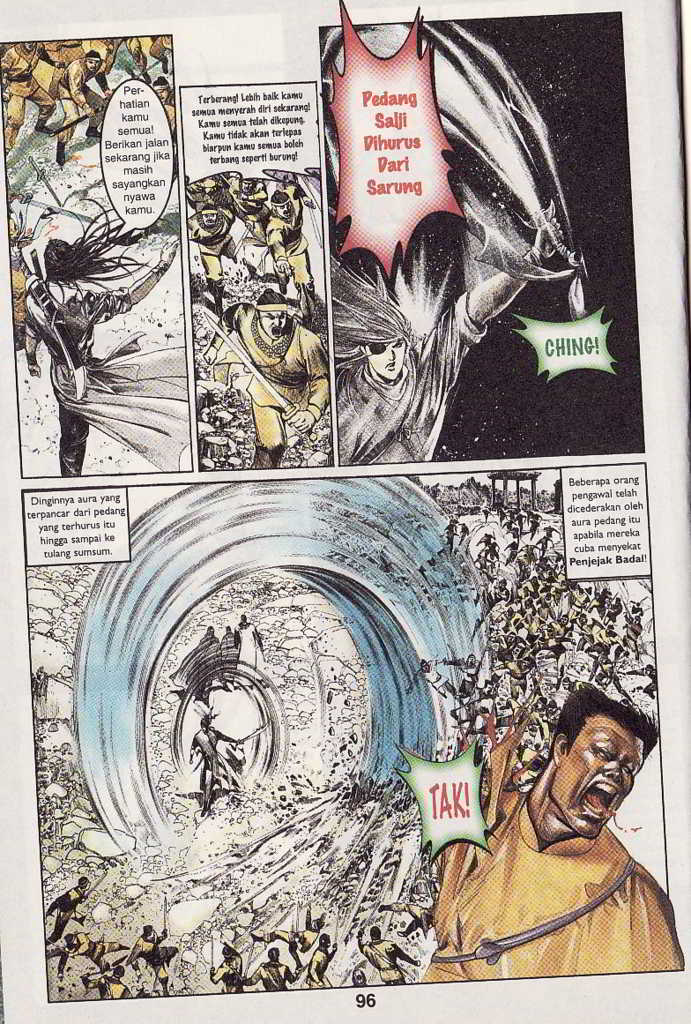 Per-
hatian
kamu
semua!
Berikan jalan
sekarang jika
masih
sayangkan
nyawa
kamu.
Terberang! Lebih baik kamu
semua menyerah diri sekarang!
Kamu semua telah dikepung.
Kamu tidak akan terlepas
biarpun kamu semua boleh
terbang seperti burung!
Pedang
Salji
Dihurus
Dari
Sarung
CHING!
Dinginnya aura yang
terpancar dari pedang
yang terhurus itu
hingga sampai ke
tulang sumsum.
Beberapa orang
pengawal telah
dicederakan oleh
aura pedang itu
apabila mereka
cuba menyekat
Penjejak Badal!
TAK!
96